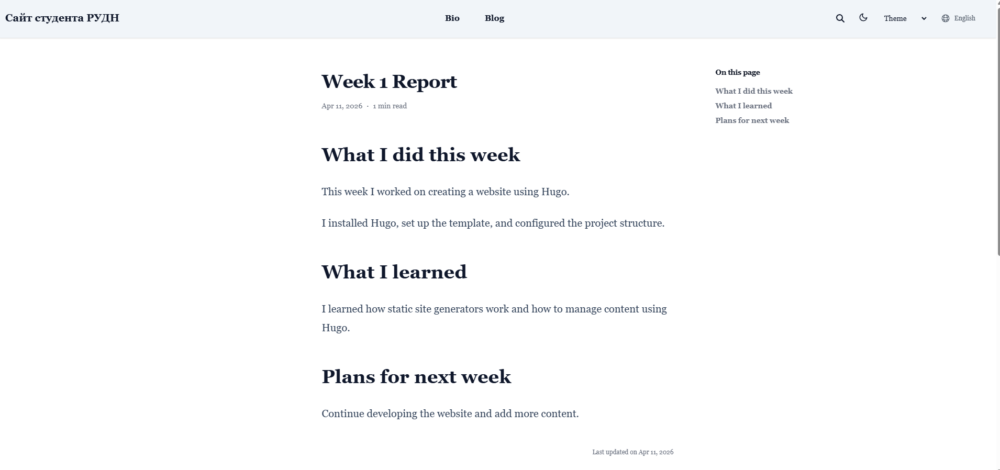 Сайт студента РУДН
Bio
Blog
Theme
English
Week 1 Report
Apr 11, 2026 · 1 min read
What I did this week
This week I worked on creating a website using Hugo.
I installed Hugo, set up the template, and configured the project structure.
What I learned
I learned how static site generators work and how to manage content using
Hugo.
Plans for next week
Continue developing the website and add more content.
Last updated on Apr 11, 2026
On this page
What I did this week
What I learned
Plans for next week